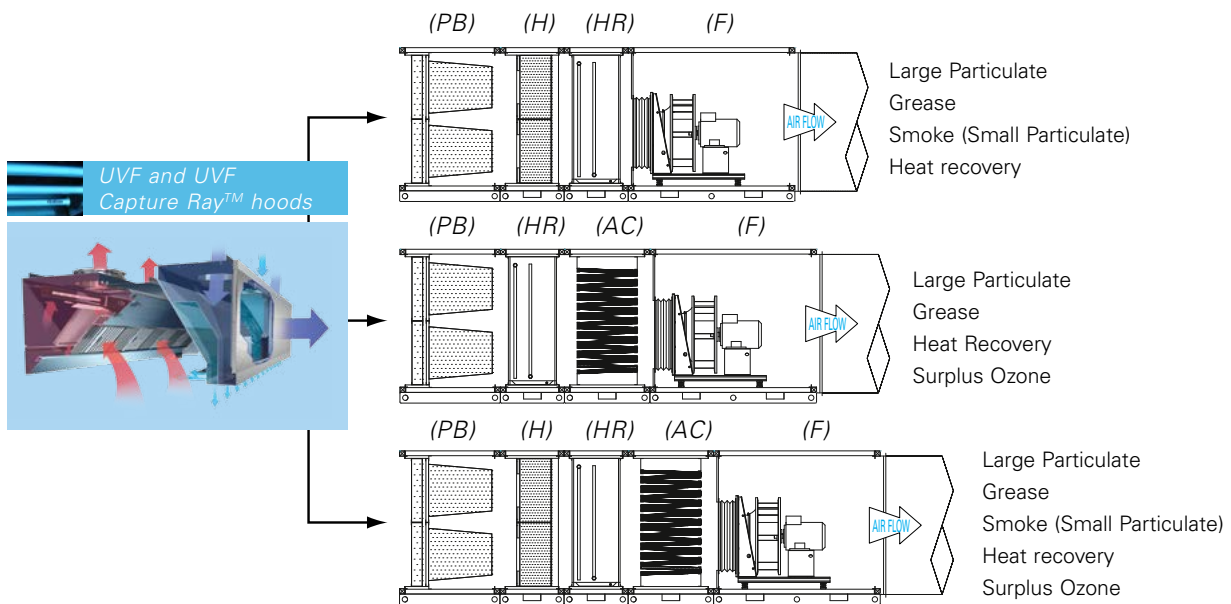 (PB) (H) (HR) (F)
AIR FLOW
Large Particulate
Grease
Smoke (Small Particulate)
Heat recovery
UVF and UVF
Capture Ray™ hoods
(PB) (HR) (AC) (F)
AIR FLOW
Large Particulate
Grease
Heat Recovery
Surplus Ozone
(PB) (H) (HR) (AC) (F)
AIR FLOW
Large Particulate
Grease
Smoke (Small Particulate)
Heat recovery
Surplus Ozone